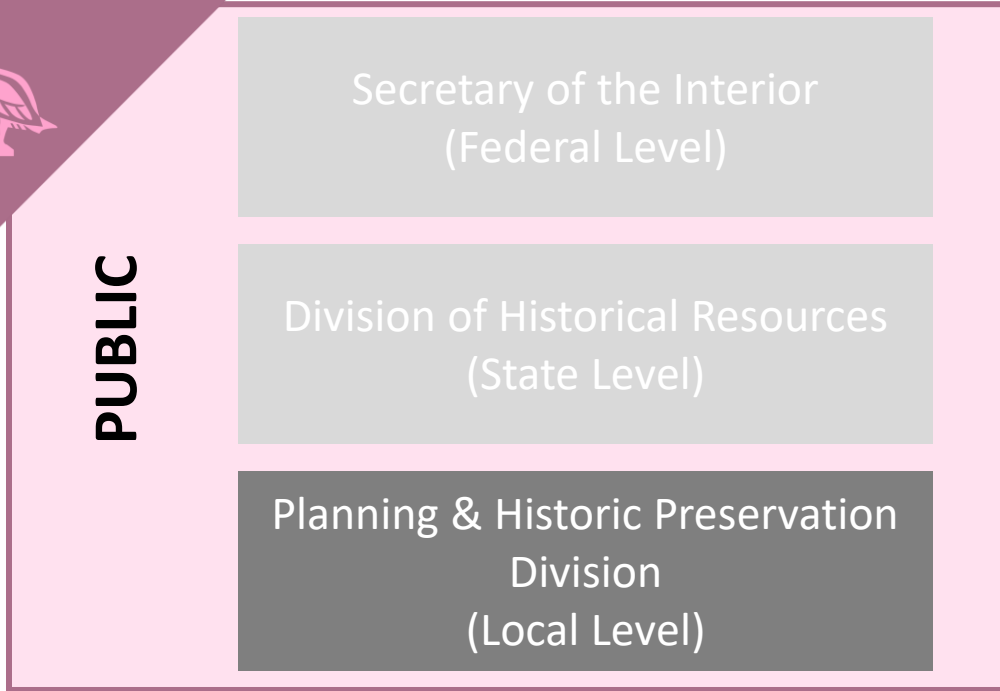 PUBLIC
Secretary of the Interior
(Federal Level)
Division of Historical Resources
(State Level)
Planning & Historic Preservation
Division
(Local Level)